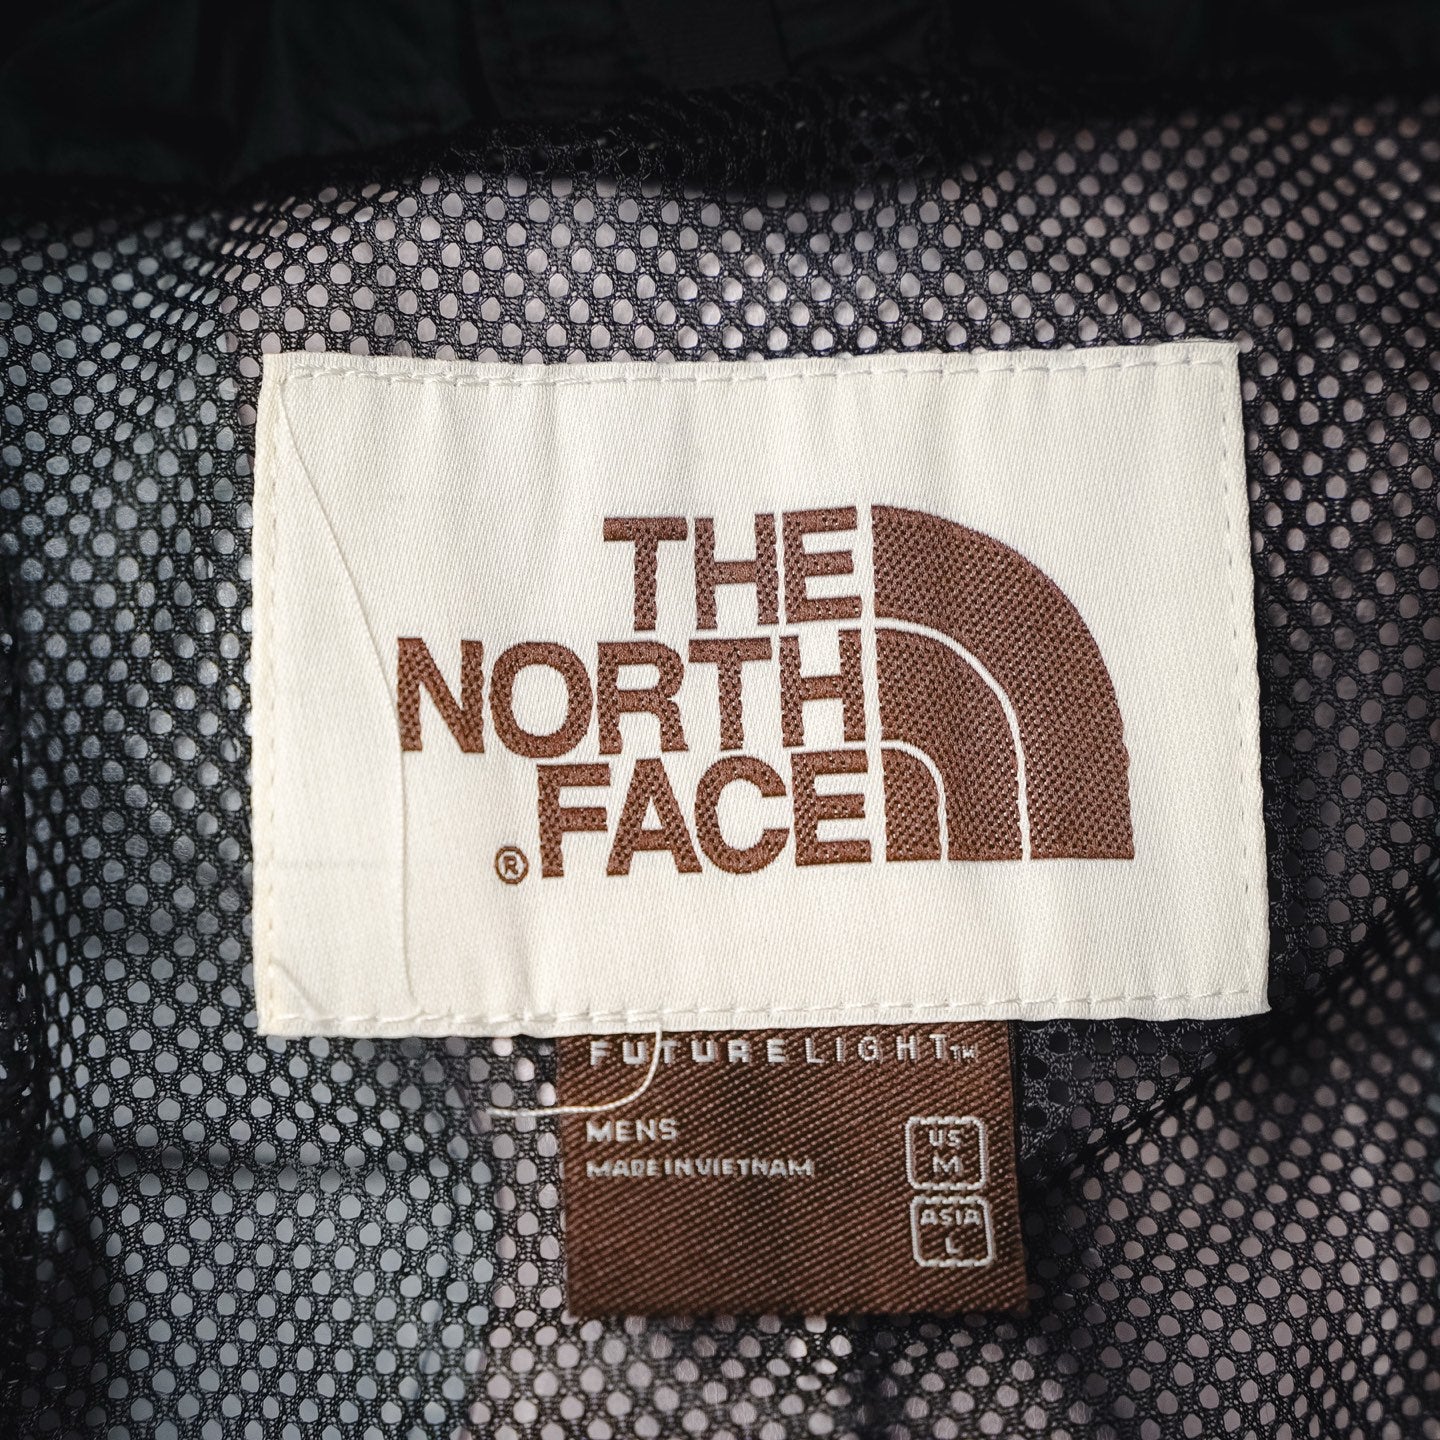 THE
NORTH
® FACE
FUTURELIGHT™
MENS
MADE IN VIETNAM
US
M
ASIA
L